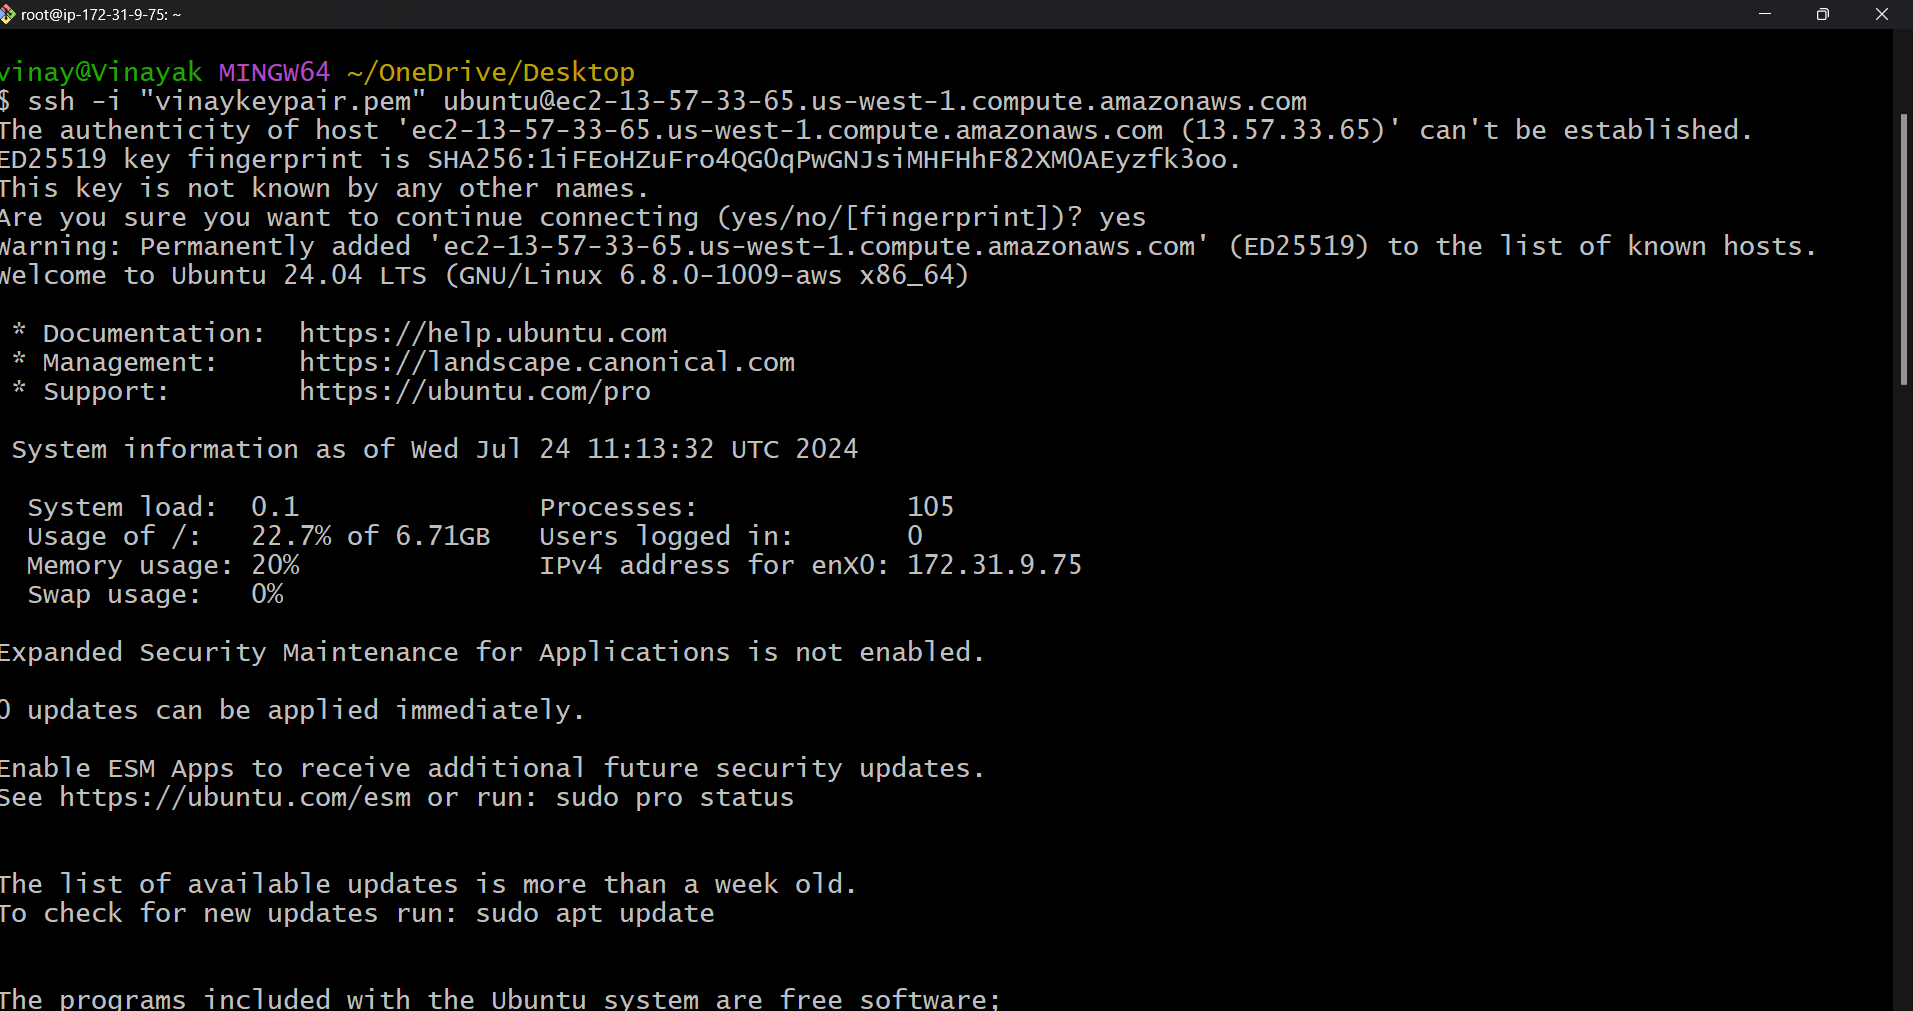 root@ip-172-31-9-75: ~
vinay@Vinayak MINGW64 ~/OneDrive/Desktop
$ ssh -i "vinaykeypair.pem" ubuntu@ec2-13-57-33-65.us-west-1.compute.amazonaws.com
The authenticity of host 'ec2-13-57-33-65.us-west-1.compute.amazonaws.com (13.57.33.65)' can't be established.
ED25519 key fingerprint is SHA256:1iFEoHZuFro4QG0qPwGNJsiMHFHhF82XM0AEyzfk3oo.
This key is not known by any other names.
Are you sure you want to continue connecting (yes/no/[fingerprint])? yes
Warning: Permanently added 'ec2-13-57-33-65.us-west-1.compute.amazonaws.com' (ED25519) to the list of known hosts.
Welcome to Ubuntu 24.04 LTS (GNU/Linux 6.8.0-1009-aws x86_64)
* Documentation: https://help.ubuntu.com
* Management: https://landscape.canonical.com
* Support: https://ubuntu.com/pro
System information as of Wed Jul 24 11:13:32 UTC 2024
System load: 0.1 Processes: 105
Usage of /: 22.7% of 6.71GB Users logged in: 0
Memory usage: 20% IPv4 address for enX0: 172.31.9.75
Swap usage: 0%
Expanded Security Maintenance for Applications is not enabled.
0 updates can be applied immediately.
Enable ESM Apps to receive additional future security updates.
See https://ubuntu.com/esm or run: sudo pro status
The list of available updates is more than a week old.
To check for new updates run: sudo apt update
The programs included with the Ubuntu system are free software;